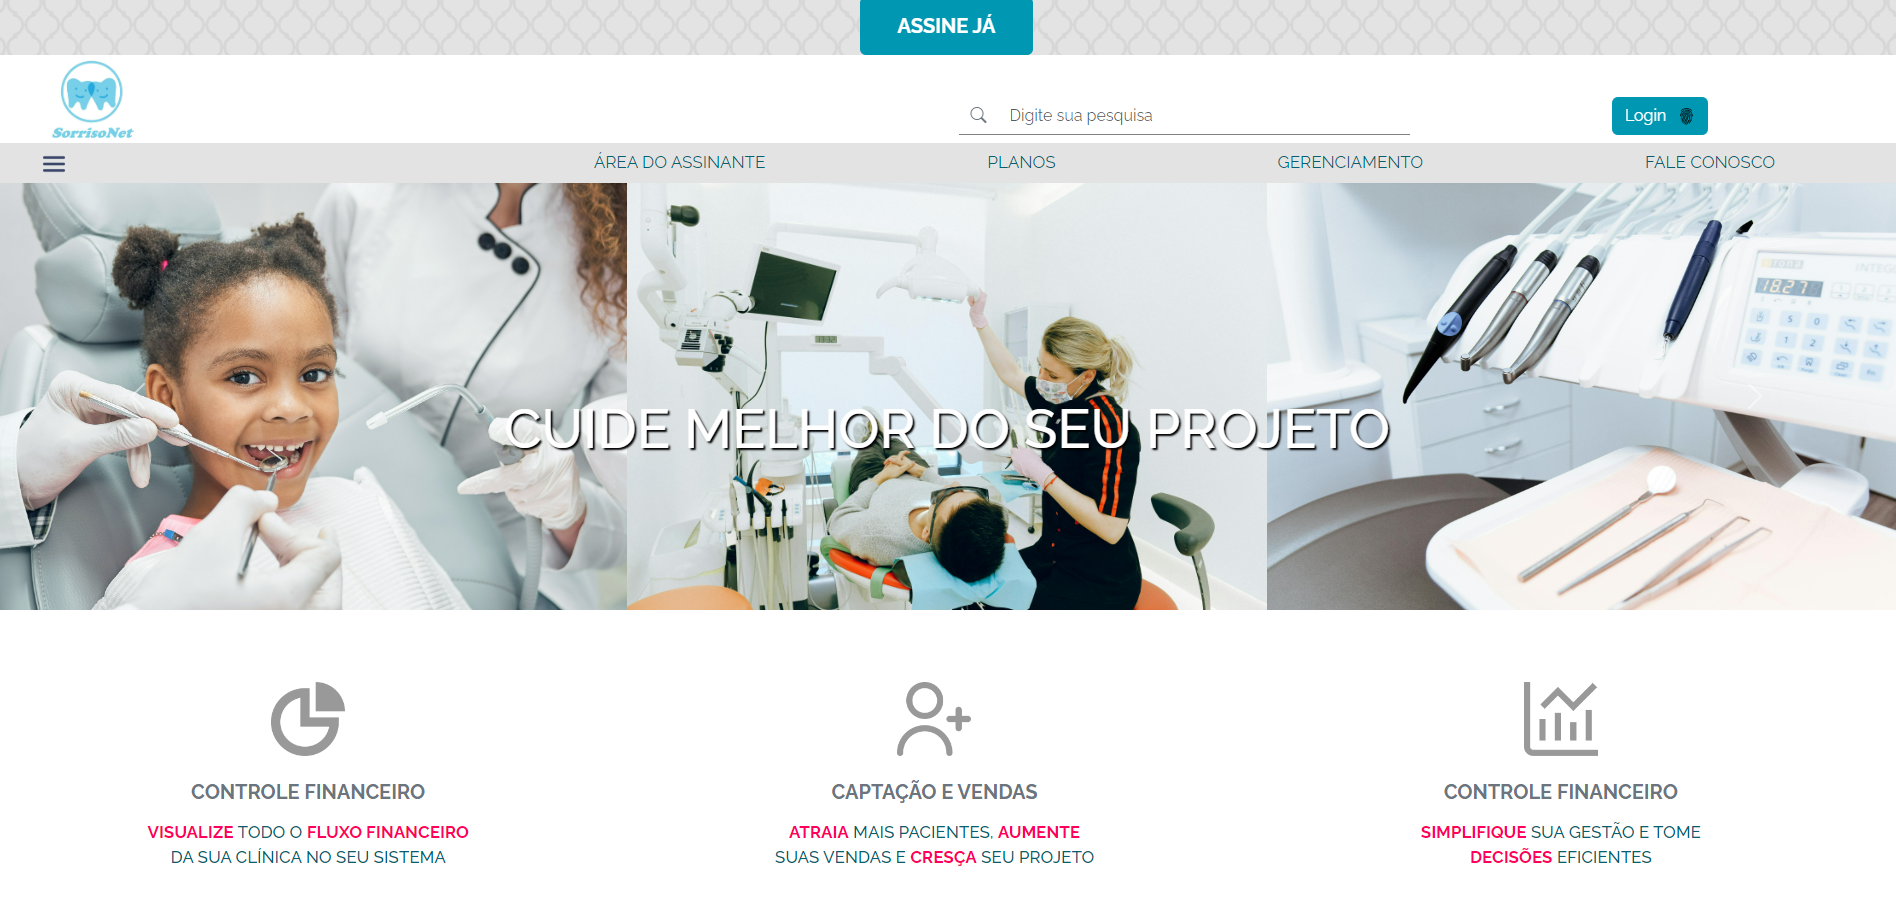 ASSINE JÁ
SorrisoNet
Digite sua pesquisa
Login
ÁREA DO ASSINANTE
PLANOS
GERENCIAMENTO
FALE CONOSCO
18.27
CUIDE MELHOR DO SEU PROJETO
CONTROLE FINANCEIRO
VISUALIZE TODO O FLUXO FINANCEIRO
DA SUA CLÍNICA NO SEU SISTEMA
CAPTAÇÃO E VENDAS
ATRAIA MAIS PACIENTES, AUMENTE
SUAS VENDAS E CRESÇA SEU PROJETO
CONTROLE FINANCEIRO
SIMPLIFIQUE SUA GESTÃO E TOME
DECISÕES EFICIENTES